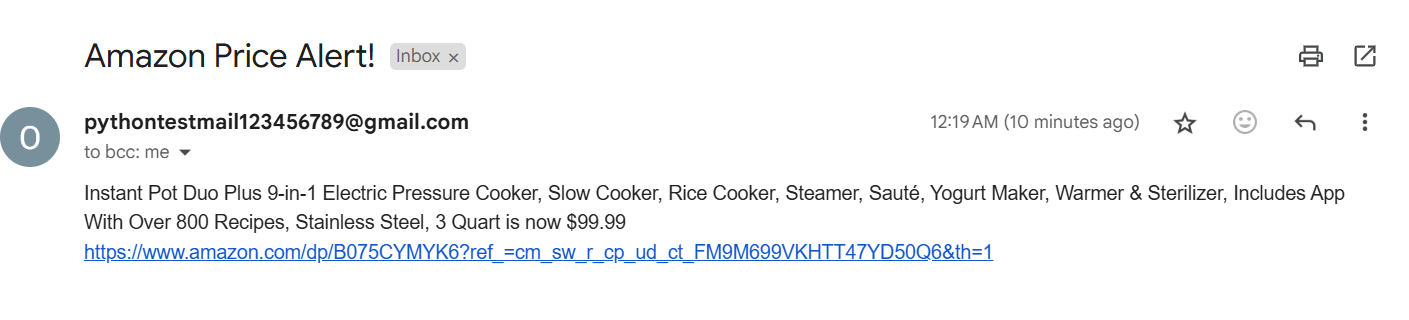 Amazon Price Alert! Inbox ×
O
pythontestmail123456789@gmail.com 12:19 AM (10 minutes ago)
to bcc: me
Instant Pot Duo Plus 9-in-1 Electric Pressure Cooker, Slow Cooker, Rice Cooker, Steamer, Sauté, Yogurt Maker, Warmer & Sterilizer, Includes App
With Over 800 Recipes, Stainless Steel, 3 Quart is now $99.99
https://www.amazon.com/dp/B075CYMYK6?ref_=cm_sw_r_cp_ud_ct_FM9M699VKHTT47YD50Q6&th=1